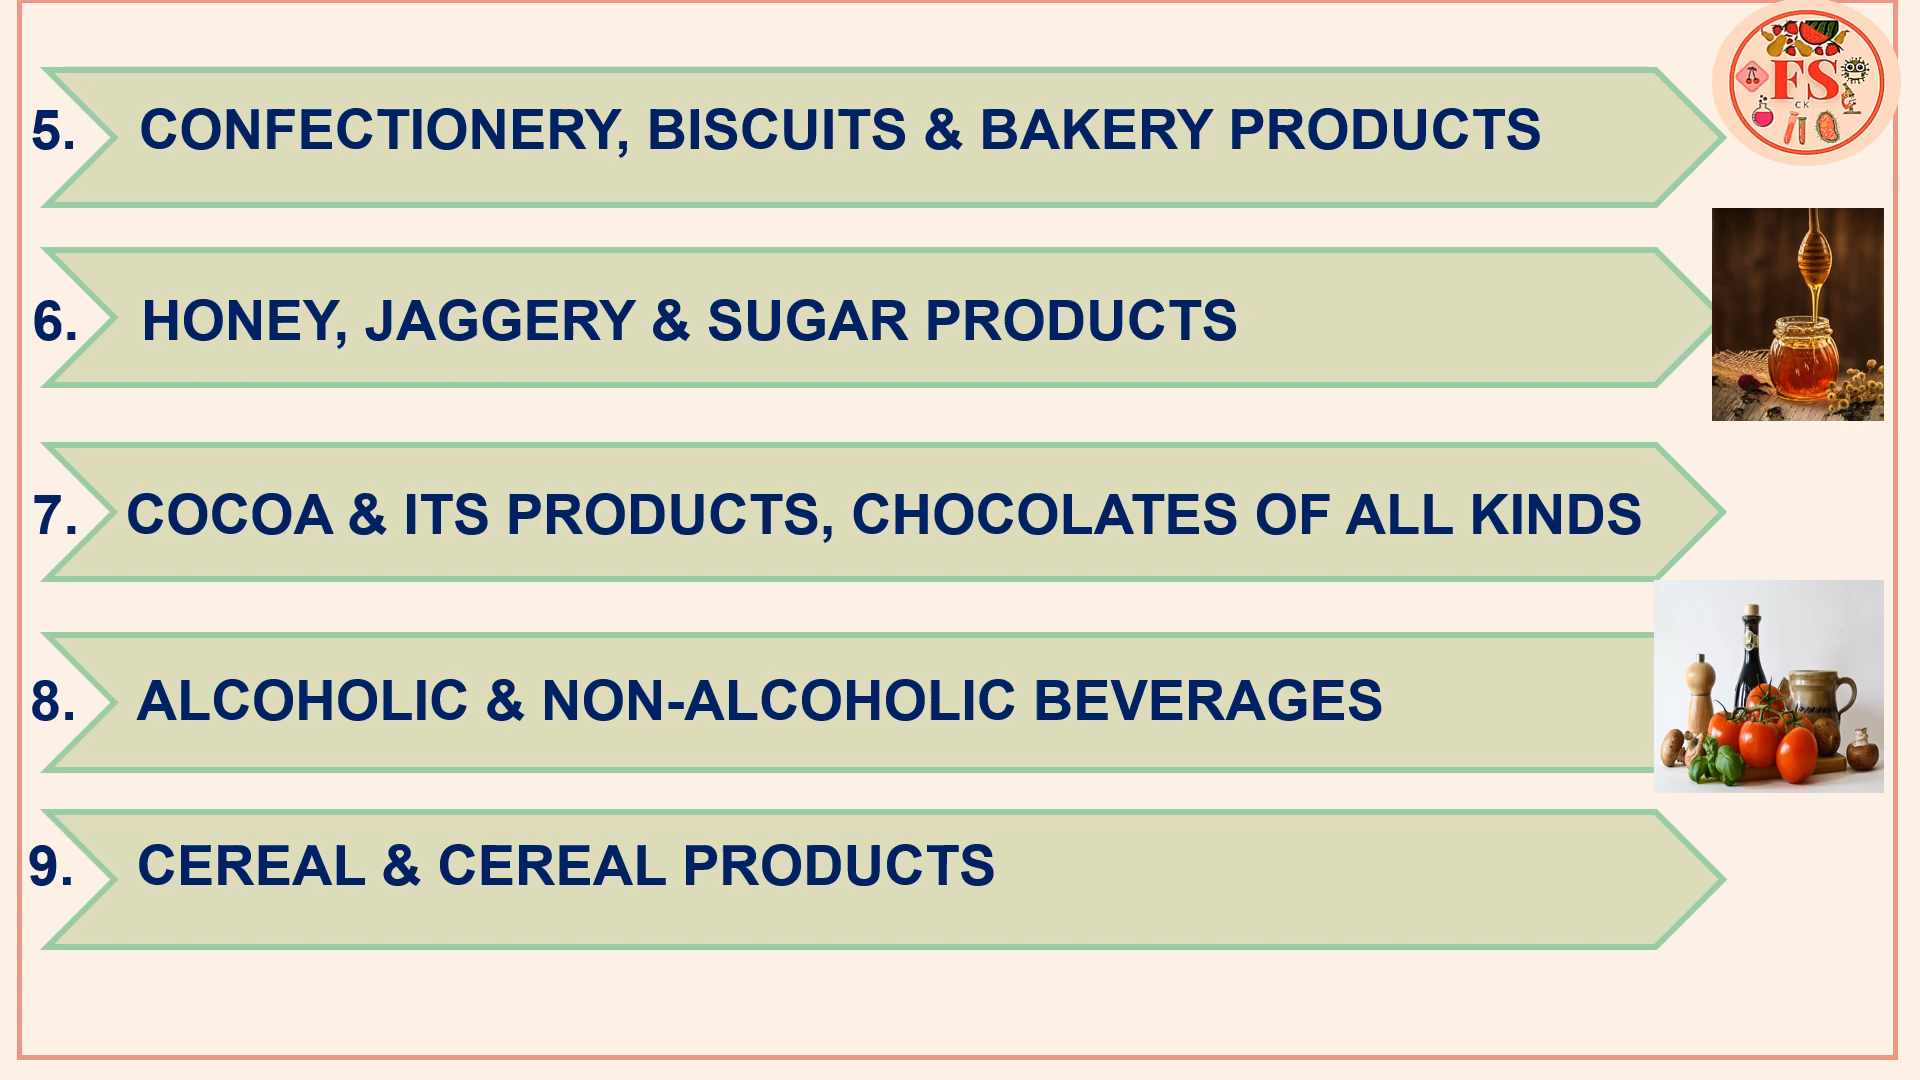 FS
CK
5. CONFECTIONERY, BISCUITS & BAKERY PRODUCTS
6. HONEY, JAGGERY & SUGAR PRODUCTS
7. COCOA & ITS PRODUCTS, CHOCOLATES OF ALL KINDS
8. ALCOHOLIC & NON-ALCOHOLIC BEVERAGES
9. CEREAL & CEREAL PRODUCTS